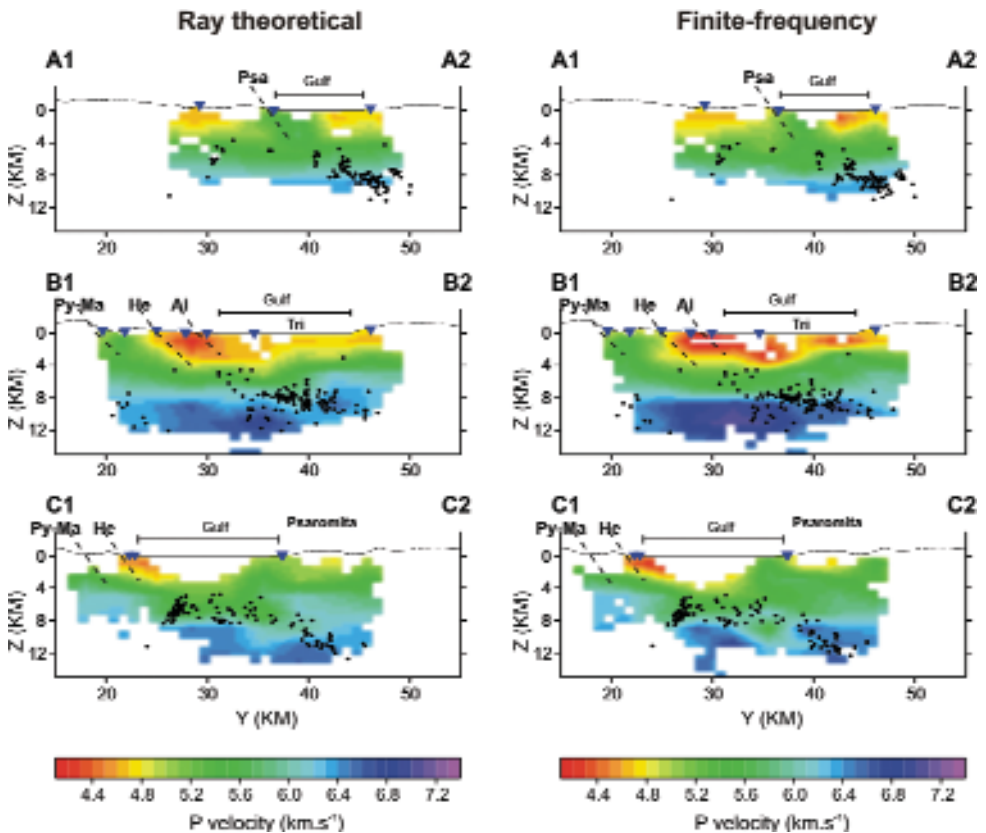 Ray theoretical Finite-frequency
A1 A2 A1 A2
Psa Gulf Psa Gulf
Z (KM) 0 4 8 12 Z (KM) 0 4 8 12
20 30 40 50 20 30 40 50
B1 B2 B1 B2
Py-Ma He Ai Gulf Py-Ma He Ai Gulf
Tri Tri
Z (KM) 0 4 8 12 Z (KM) 0 4 8 12
20 30 40 50 20 30 40 50
C1 C2 C1 C2
Py-Ma He Gulf Psaromita Py-Ma He Gulf Psaromita
Z (KM) 0 4 8 12 Z (KM) 0 4 8 12
20 30 40 50 20 30 40 50
Y (KM) Y (KM)
4.4 4.8 5.2 5.6 6.0 6.4 6.8 7.2 4.4 4.8 5.2 5.6 6.0 6.4 6.8 7.2
P velocity (km.s⁻¹) P velocity (km.s⁻¹)